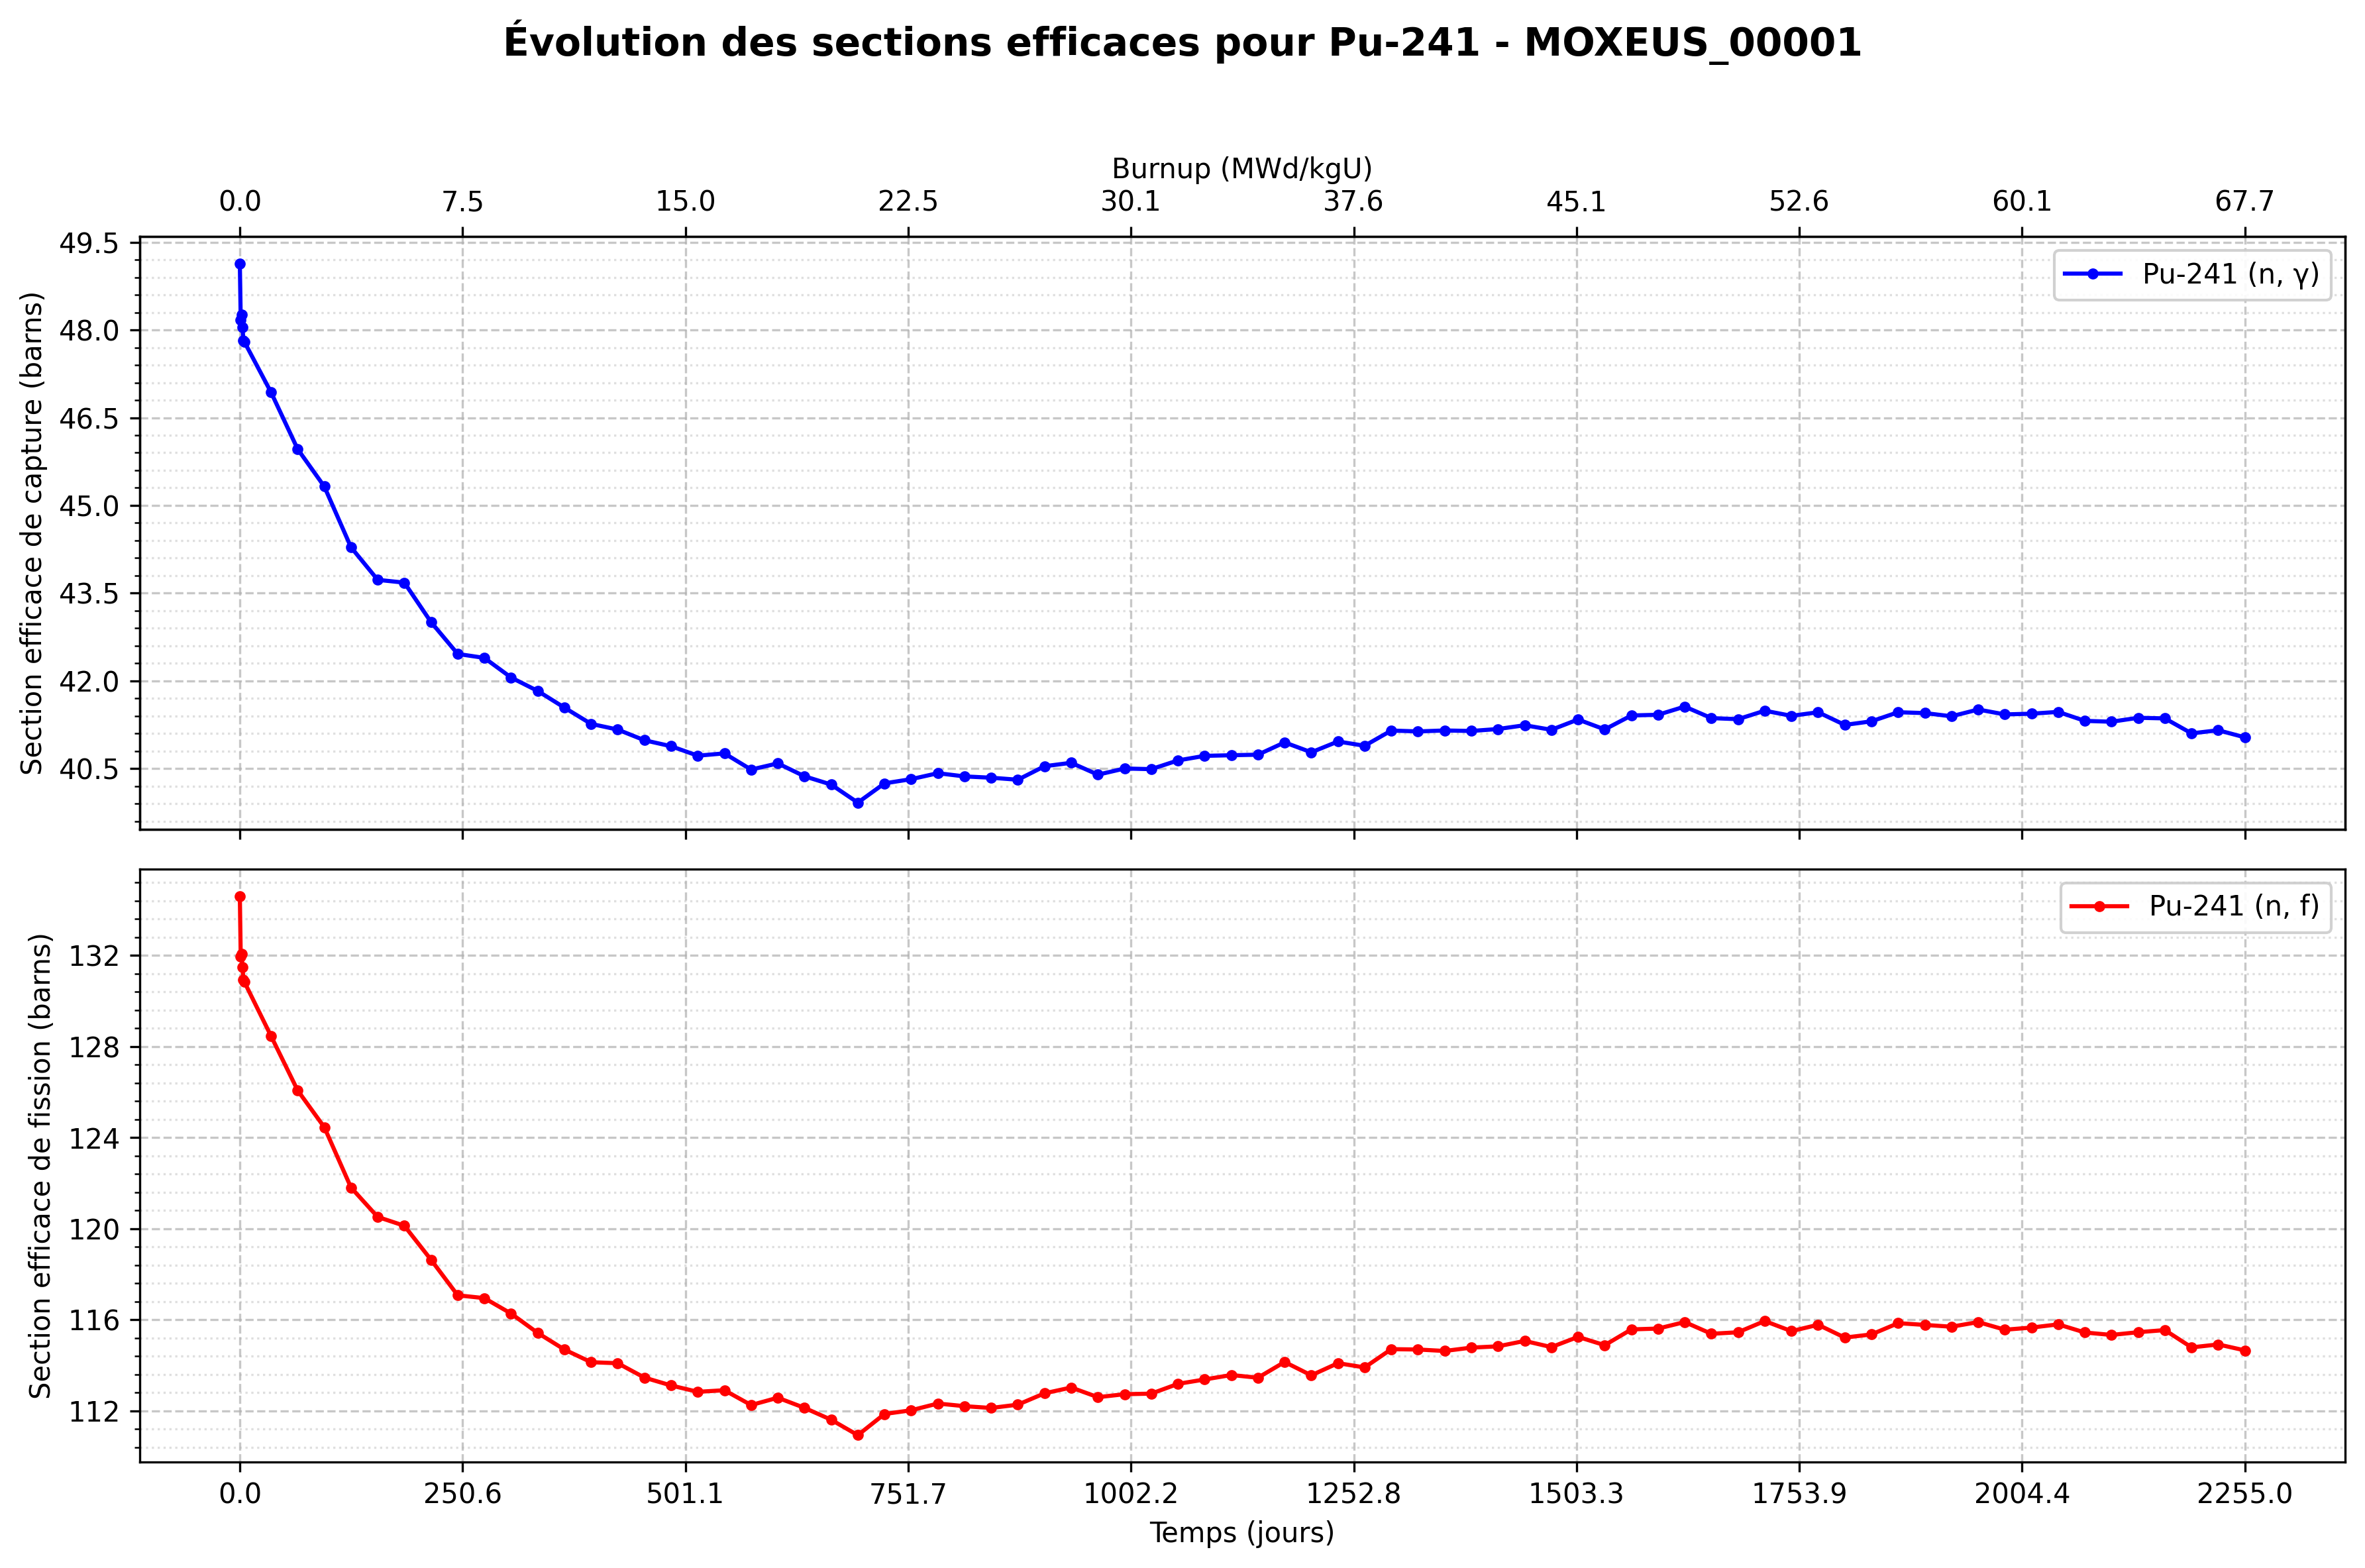 Évolution des sections efficaces pour Pu-241 - MOXEUS_00001
Burnup (MWd/kgU)
0.0 7.5 15.0 22.5 30.1 37.6 45.1 52.6 60.1 67.7
Section efficace de capture (barns)
49.5
48.0
46.5
45.0
43.5
42.0
40.5
Pu-241 (n, γ)
Section efficace de fission (barns)
132
128
124
120
116
112
Pu-241 (n, f)
0.0 250.6 501.1 751.7 1002.2 1252.8 1503.3 1753.9 2004.4 2255.0
Temps (jours)